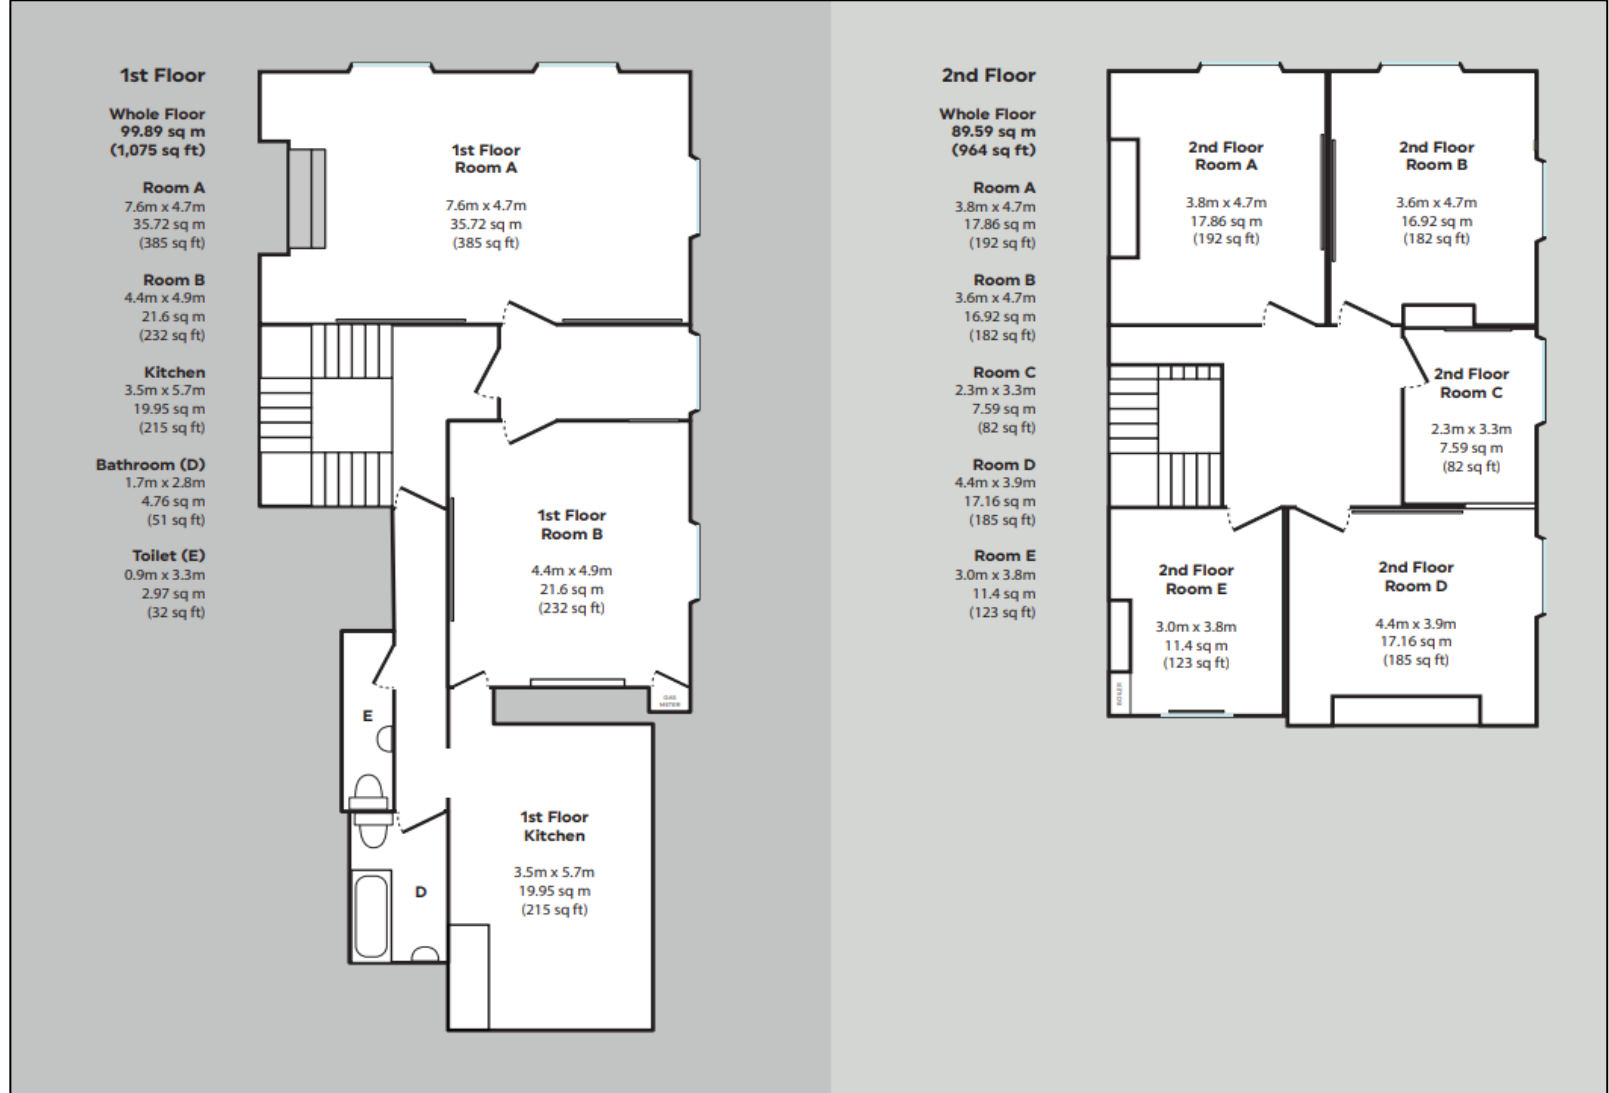 1st Floor
Whole Floor
99.89 sq m
(1,075 sq ft)
Room A
7.6m x 4.7m
35.72 sq m
(385 sq ft)
Room B
4.4m x 4.9m
21.6 sq m
(232 sq ft)
Kitchen
3.5m x 5.7m
19.95 sq m
(215 sq ft)
Bathroom (D)
1.7m x 2.8m
4.76 sq m
(51 sq ft)
Toilet (E)
0.9m x 3.3m
2.97 sq m
(32 sq ft)
1st Floor
Room A
7.6m x 4.7m
35.72 sq m
(385 sq ft)
1st Floor
Room B
4.4m x 4.9m
21.6 sq m
(232 sq ft)
GAS
METER
E
D
1st Floor
Kitchen
3.5m x 5.7m
19.95 sq m
(215 sq ft)
2nd Floor
Whole Floor
89.59 sq m
(964 sq ft)
Room A
3.8m x 4.7m
17.86 sq m
(192 sq ft)
Room B
3.6m x 4.7m
16.92 sq m
(182 sq ft)
Room C
2.3m x 3.3m
7.59 sq m
(82 sq ft)
Room D
4.4m x 3.9m
17.16 sq m
(185 sq ft)
Room E
3.0m x 3.8m
11.4 sq m
(123 sq ft)
2nd Floor
Room A
3.8m x 4.7m
17.86 sq m
(192 sq ft)
2nd Floor
Room B
3.6m x 4.7m
16.92 sq m
(182 sq ft)
2nd Floor
Room C
2.3m x 3.3m
7.59 sq m
(82 sq ft)
2nd Floor
Room E
3.0m x 3.8m
11.4 sq m
(123 sq ft)
BOILER
2nd Floor
Room D
4.4m x 3.9m
17.16 sq m
(185 sq ft)